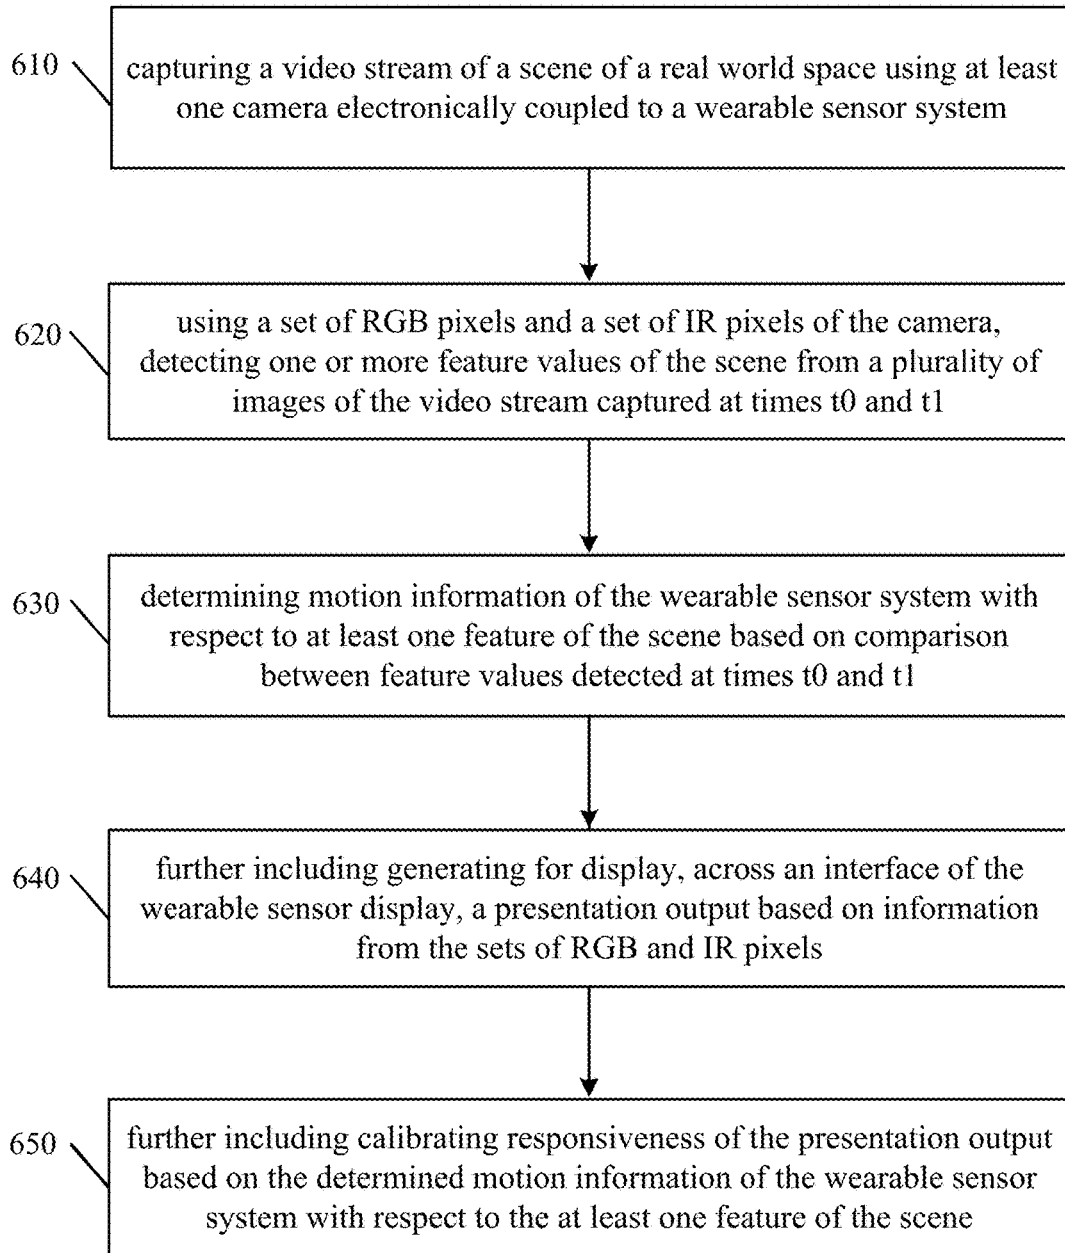 610
capturing a video stream of a scene of a real world space using at least
one camera electronically coupled to a wearable sensor system
620
using a set of RGB pixels and a set of IR pixels of the camera,
detecting one or more feature values of the scene from a plurality of
images of the video stream captured at times t0 and t1
630
determining motion information of the wearable sensor system with
respect to at least one feature of the scene based on comparison
between feature values detected at times t0 and t1
640
further including generating for display, across an interface of the
wearable sensor display, a presentation output based on information
from the sets of RGB and IR pixels
650
further including calibrating responsiveness of the presentation output
based on the determined motion information of the wearable sensor
system with respect to the at least one feature of the scene